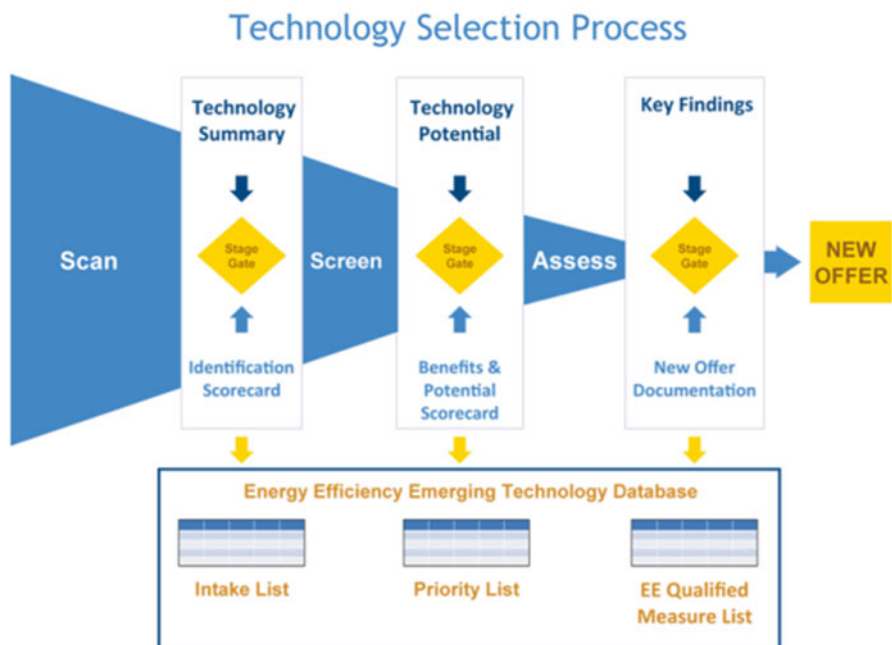 Technology Selection Process
Scan
Technology
Summary
Stage
Gate
Identification
Scorecard
Screen
Technology
Potential
Stage
Gate
Benefits &
Potential
Scorecard
Assess
Key Findings
Stage
Gate
New Offer
Documentation
NEW
OFFER
Energy Efficiency Emerging Technology Database
Intake List
Priority List
EE Qualified
Measure List